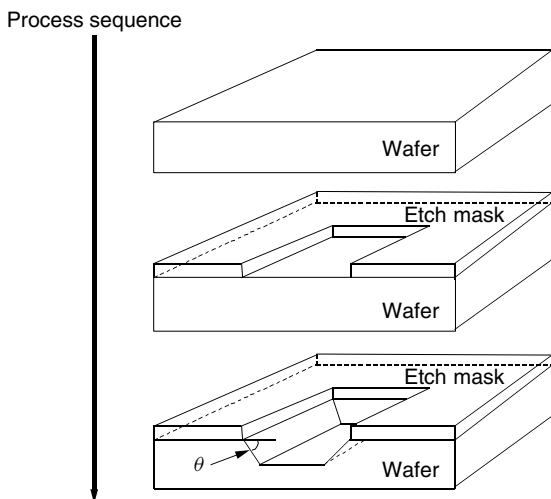 Process sequence
Wafer
Etch mask
Wafer
Etch mask
θ
Wafer